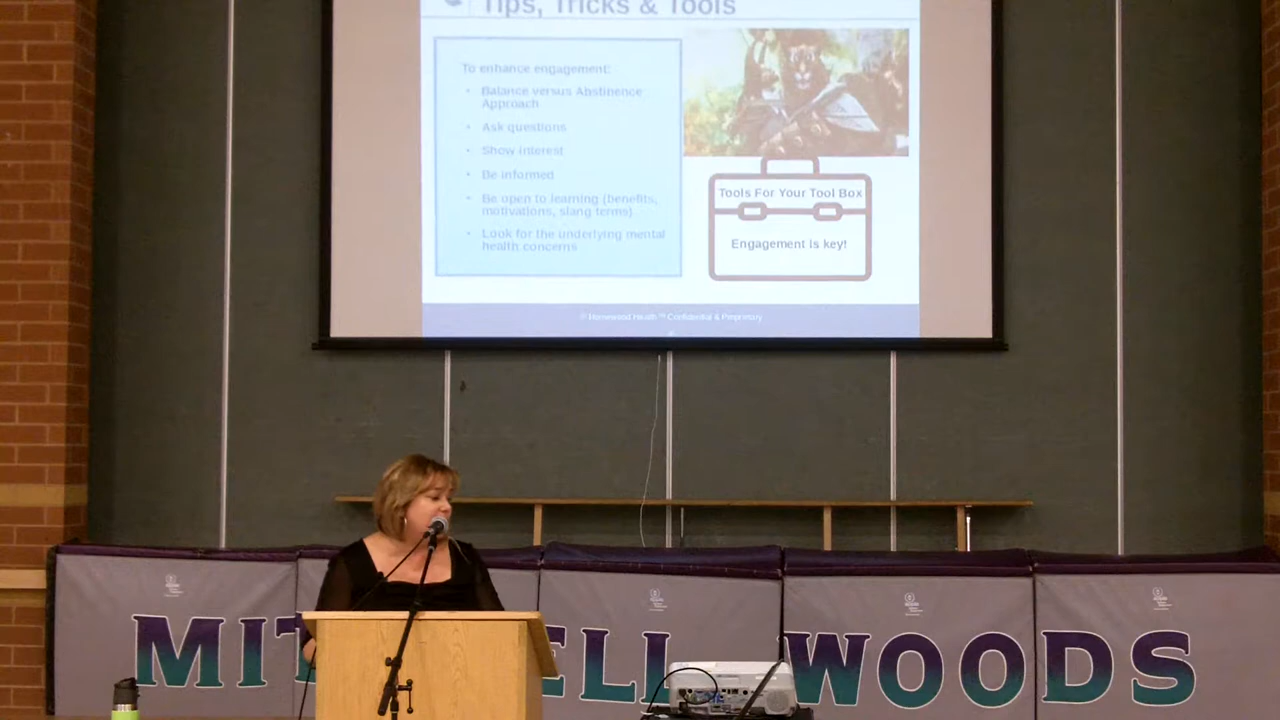 Tips, Tricks & Tools
To enhance engagement:
• Balance versus Abstinence
Approach
• Ask questions
• Show interest
• Be informed
• Be open to learning (benefits,
motivations, slang terms)
• Look for the underlying mental
health concerns
Tools For Your Tool Box
Engagement is key!
© Homewood Health™ Confidential & Proprietary
MIT ELL WOODS